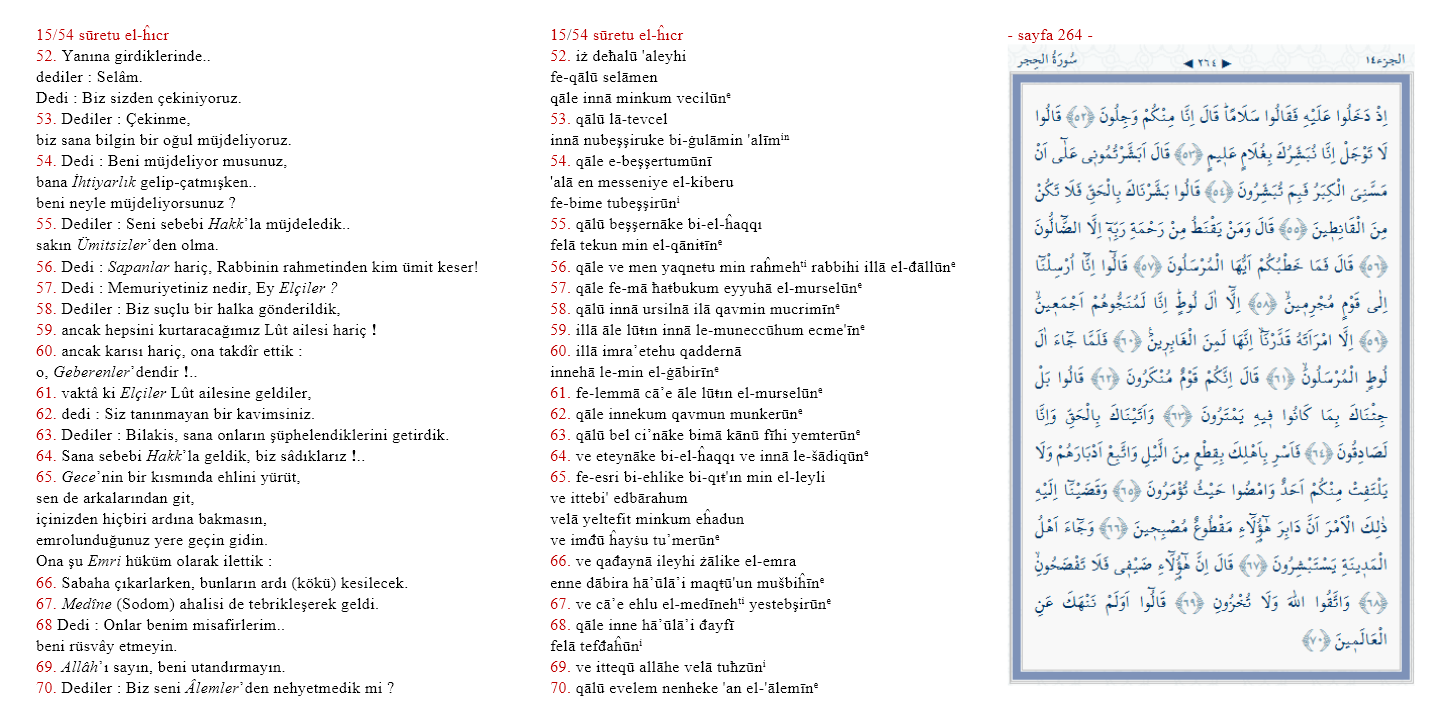 15/54 sūretu el-ĥıcr
52. Yanına girdiklerinde..
dediler : Selâm.
Dedi : Biz sizden çekiniyoruz.
53. Dediler : Çekinme,
biz sana bilgin bir oğul müjdeliyoruz.
54. Dedi : Beni müjdeliyor musunuz,
bana İhtiyarlık gelip-çatmışken..
beni neyle müjdeliyorsunuz ?
55. Dediler : Seni sebebi Hakk’la müjdeledik..
sakın Ümitsizler’den olma.
56. Dedi : Sapanlar hariç, Rabbinin rahmetinden kim ümit keser!
57. Dedi : Memuriyetiniz nedir, Ey Elçiler ?
58. Dediler : Biz suçlu bir halka gönderildik,
59. ancak hepsini kurtaracağımız Lût ailesi hariç !
60. ancak karısı hariç, ona takdîr ettik :
o, Geberenler’dendir !..
61. vaktâ ki Elçiler Lût ailesine geldiler,
62. dedi : Siz tanınmayan bir kavimsiniz.
63. Dediler : Bilakis, sana onların şüphelendiklerini getirdik.
64. Sana sebebi Hakk’la geldik, biz sâdıklarız !..
65. Gece’nin bir kısmında ehlini yürüt,
sen de arkalarından git,
içinizden hiçbiri ardına bakmasın,
emrolunduğunuz yere geçin gidin.
Ona şu Emri hüküm olarak ilettik :
66. Sabaha çıkarlarken, bunların ardı (kökü) kesilecek.
67. Medîne (Sodom) ahalisi de tebrikleşerek geldi.
68 Dedi : Onlar benim misafirlerim..
beni rüsvây etmeyin.
69. Allâh’ı sayın, beni utandırmayın.
70. Dediler : Biz seni Âlemler’den nehyetmedik mi ?
15/54 sūretu el-ĥıcr
52. iż deħalū 'aleyhi
fe-qālū selāmen
qāle innā minkum vecilūnᵉ
53. qālū lā-tevcel
innā nubeşşiruke bi-ġulāmin 'alīmⁱⁿ
54. qāle e-beşşertumūnī
'alā en messeniye el-kiberu
fe-bime tubeşşirūnⁱ
55. qālū beşşernāke bi-el-ĥaqqı
felā tekun min el-qāniŧīnᵉ
56. qāle ve men yaqneŧu min raĥmehᵗⁱ rabbihi illā el-đāllūnᵉ
57. qāle fe-mā ħaŧbukum eyyuhā el-murselūnᵉ
58. qālū innā ursilnā ilā qavmin mucrimīnᵉ
59. illā āle lūŧın innā le-muneccūhum ecme'īnᵉ
60. illā imra’etehu qaddernā
innehā le-min el-ġābirīnᵉ
61. fe-lemmā cā’e āle lūŧın el-murselūnᵉ
62. qāle innekum qavmun munkerūnᵉ
63. qālū bel ci’nāke bimā kānū fīhi yemterūnᵉ
64. ve eteynāke bi-el-ĥaqqı ve innā le-šādiqūnᵉ
65. fe-esri bi-ehlike bi-qıŧ'ın min el-leyli
ve ittebi' edbārahum
velā yeltefit minkum eĥadun
ve imđū ĥayśu tu’merūnᵉ
66. ve qađaynā ileyhi żālike el-emra
enne dābira hā’ūlā’i maqŧū'un mušbiĥīnᵉ
67. ve cā’e ehlu el-medīnehᵗⁱ yestebşirūnᵉ
68. qāle inne hā’ūlā’i đayfī
felā tefđaĥūnⁱ
69. ve itteqū allāhe velā tuħzūnⁱ
70. qālū evelem nenheke 'an el-'ālemīnᵉ
- sayfa 264 -
الجزء١٤ ◀ ٢٦٤ ▶ سُورَةُ الحِجر
اِذْ دَخَلُوا عَلَيْهِ فَقَالُوا سَلَامًاۜ قَالَ اِنَّا مِنْكُمْ وَجِلُونَ ﴿٥٢﴾ قَالُوا
لَا تَوْجَلْ اِنَّا نُبَشِّرُكَ بِغُلَامٍ عَل۪يمٍ ﴿٥٣﴾ قَالَ اَبَشَّرْتُمُون۪ي عَلٰٓى اَنْ
مَسَّنِيَ الْكِبَرُ فَبِمَ تُبَشِّرُونَ ﴿٥٤﴾ قَالُوا بَشَّرْنَاكَ بِالْحَقِّ فَلَا تَكُنْ
مِنَ الْقَانِط۪ينَ ﴿٥٥﴾ قَالَ وَمَنْ يَقْنَطُ مِنْ رَحْمَةِ رَبِّه۪ٓ اِلَّا الضَّٓالُّونَ
﴿٥٦﴾ قَالَ فَمَا خَطْبُكُمْ اَيُّهَا الْمُرْسَلُونَ ﴿٥٧﴾ قَالُٓوا اِنَّٓا اُرْسِلْنَٓا
اِلٰى قَوْمٍ مُجْرِم۪ينَۙ ﴿٥٨﴾ اِلَّٓا اٰلَ لُوطٍۜ اِنَّا لَمُنَجُّوهُمْ اَجْمَع۪ينَۙ
﴿٥٩﴾ اِلَّا امْرَاَتَهُ قَدَّرْنَٓاۙ اِنَّهَا لَمِنَ الْغَابِر۪ينَ۟ ﴿٦٠﴾ فَلَمَّا جَٓاءَ اٰلَ
لُوطٍ الْمُرْسَلُونَۙ ﴿٦١﴾ قَالَ اِنَّكُمْ قَوْمٌ مُنْكَرُونَ ﴿٦٢﴾ قَالُوا بَلْ
جِئْنَاكَ بِمَا كَانُوا ف۪يهِ يَمْتَرُونَ ﴿٦٣﴾ وَاَتَيْنَاكَ بِالْحَقِّ وَاِنَّا
لَصَادِقُونَ ﴿٦٤﴾ فَاَسْرِ بِاَهْلِكَ بِقِطْعٍ مِنَ الَّيْلِ وَاتَّبِعْ اَدْبَارَهُمْ وَلَا
يَلْتَفِتْ مِنْكُمْ اَحَدٌ وَامْضُوا حَيْثُ تُؤْمَرُونَ ﴿٦٥﴾ وَقَضَيْنَٓا اِلَيْهِ
ذٰلِكَ الْاَمْرَ اَنَّ دَابِرَ هٰٓؤُ۬لَٓاءِ مَقْطُوعٌ مُصْبِح۪ينَ ﴿٦٦﴾ وَجَٓاءَ اَهْلُ
الْمَد۪ينَةِ يَسْتَبْشِرُونَ ﴿٦٧﴾ قَالَ اِنَّ هٰٓؤُ۬لَٓاءِ ضَيْف۪ي فَلَا تَفْضَحُونِۙ
﴿٦٨﴾ وَاتَّقُوا اللّٰهَ وَلَا تُخْزُونِ ﴿٦٩﴾ قَالُٓوا اَوَلَمْ نَنْهَكَ عَنِ
الْعَالَم۪ينَ ﴿٧٠﴾